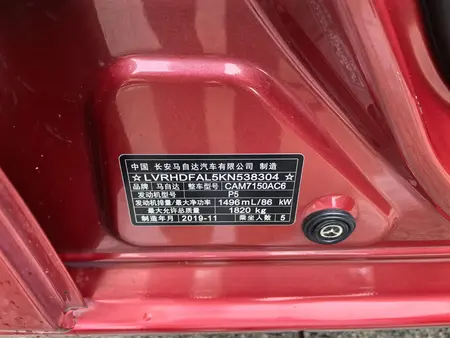 中国 长安马自达汽车有限公司 制造
☆LVRHDFAL5KN538304☆
品牌 马自达 整车型号 CAM7150AC6
发动机型号 P5
发动机排量/最大净功率 1496mL/86 kW
最大允许总质量 1820 kg
制造年月 2019-11 乘坐人数 5